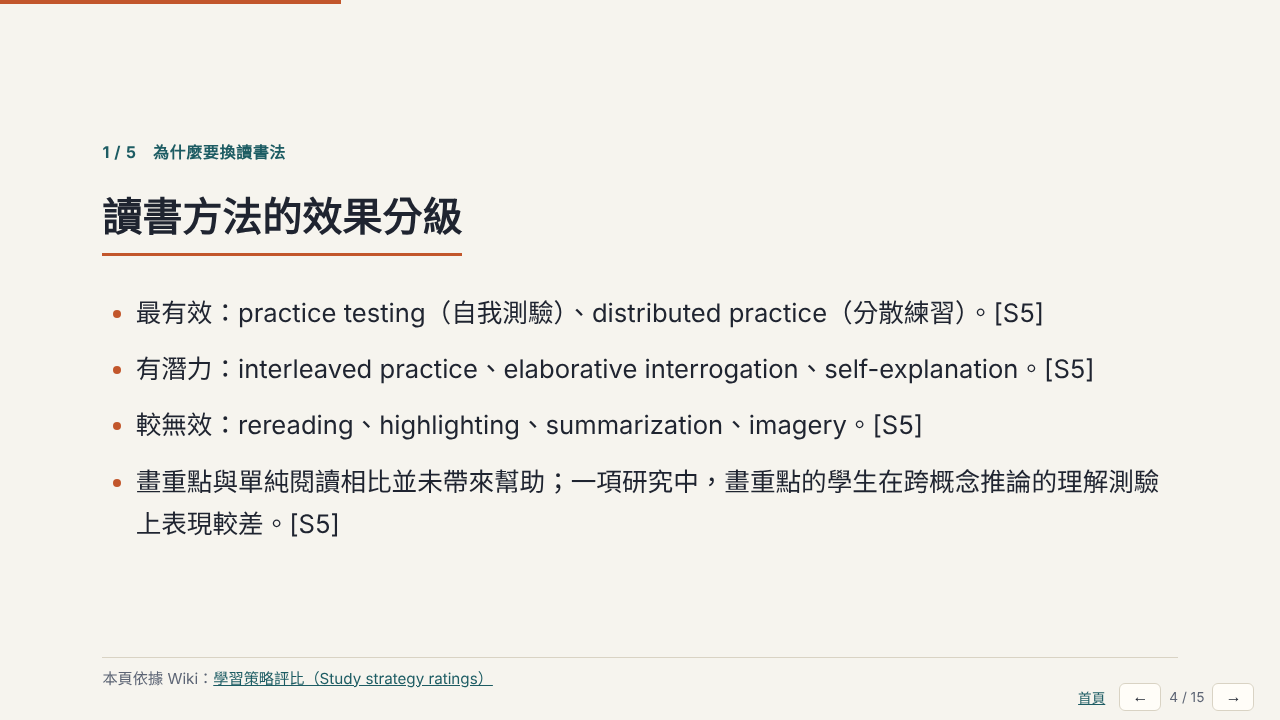 1 / 5 為什麼要換讀書法
讀書方法的效果分級
• 最有效：practice testing（自我測驗）、distributed practice（分散練習）。[S5]
• 有潛力：interleaved practice、elaborative interrogation、self-explanation。[S5]
• 較無效：rereading、highlighting、summarization、imagery。[S5]
• 畫重點與單純閱讀相比並未帶來幫助；一項研究中，畫重點的學生在跨概念推論的理解測驗
上表現較差。[S5]
本頁依據 Wiki：學習策略評比（Study strategy ratings）
首頁 ← 4 / 15 →